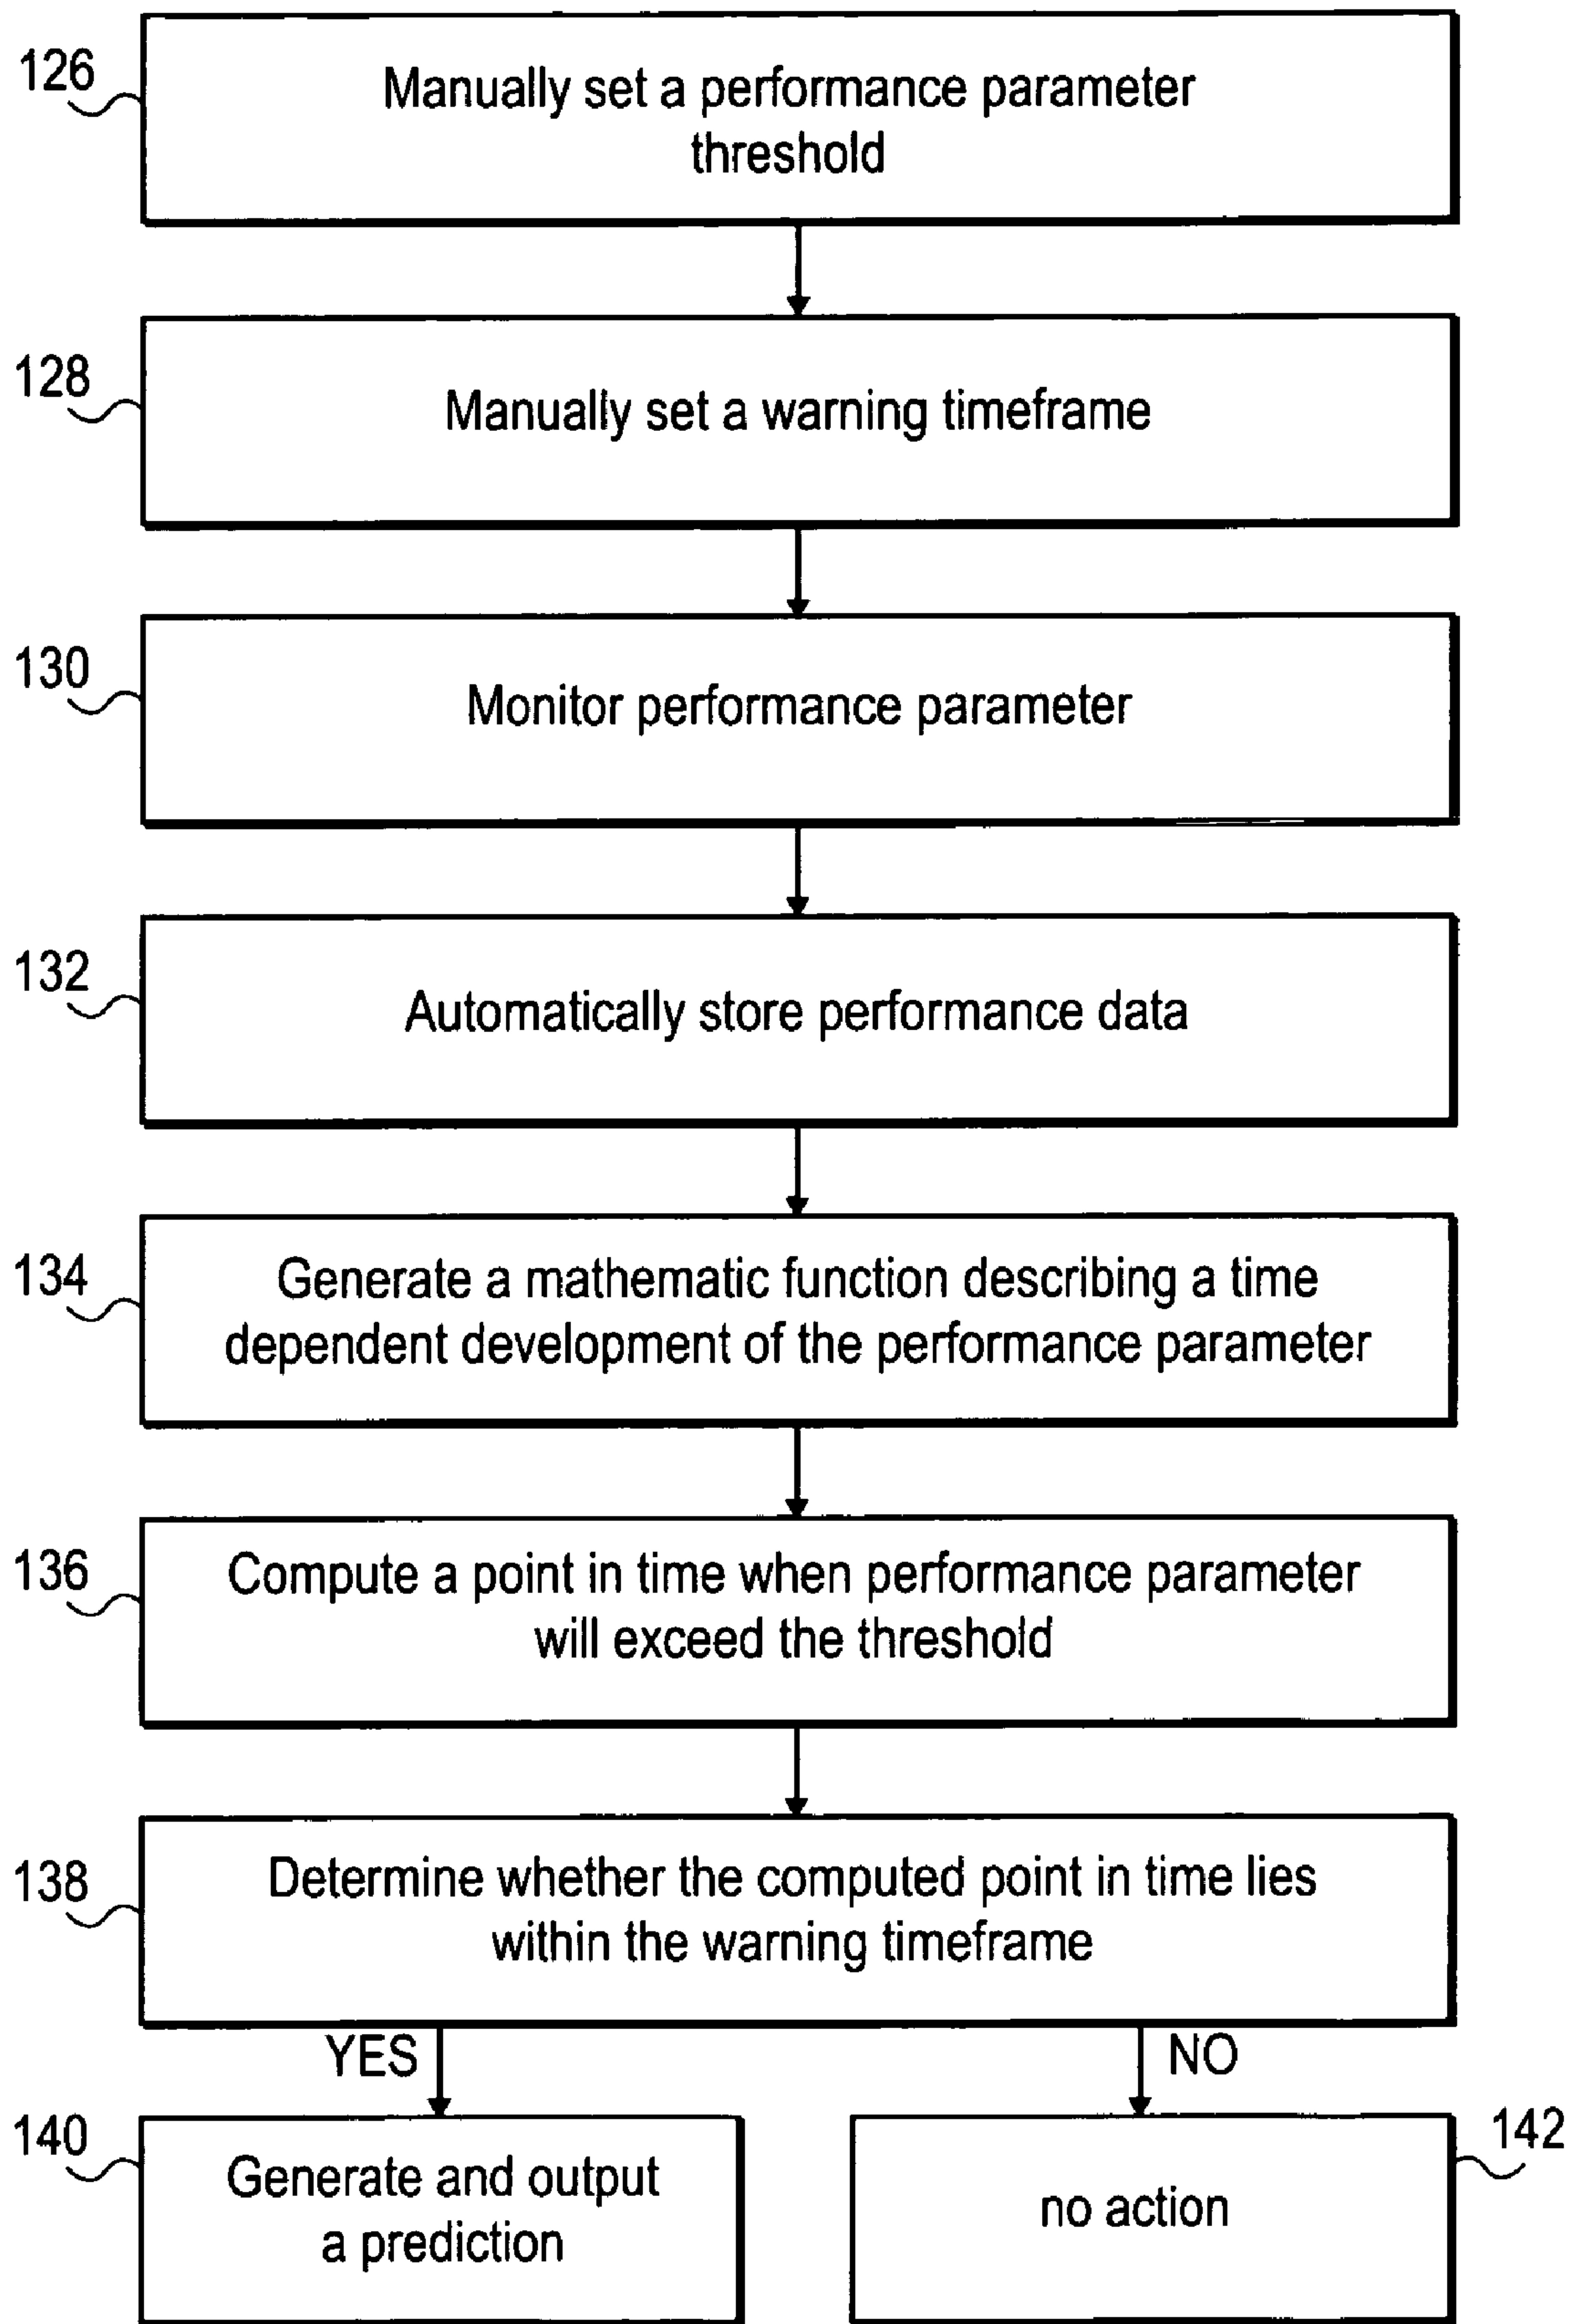 126
Manually set a performance parameter
threshold
128
Manually set a warning timeframe
130
Monitor performance parameter
132
Automatically store performance data
134
Generate a mathematic function describing a time
dependent development of the performance parameter
136
Compute a point in time when performance parameter
will exceed the threshold
138
Determine whether the computed point in time lies
within the warning timeframe
YES
NO
140
Generate and output
a prediction
142
no action